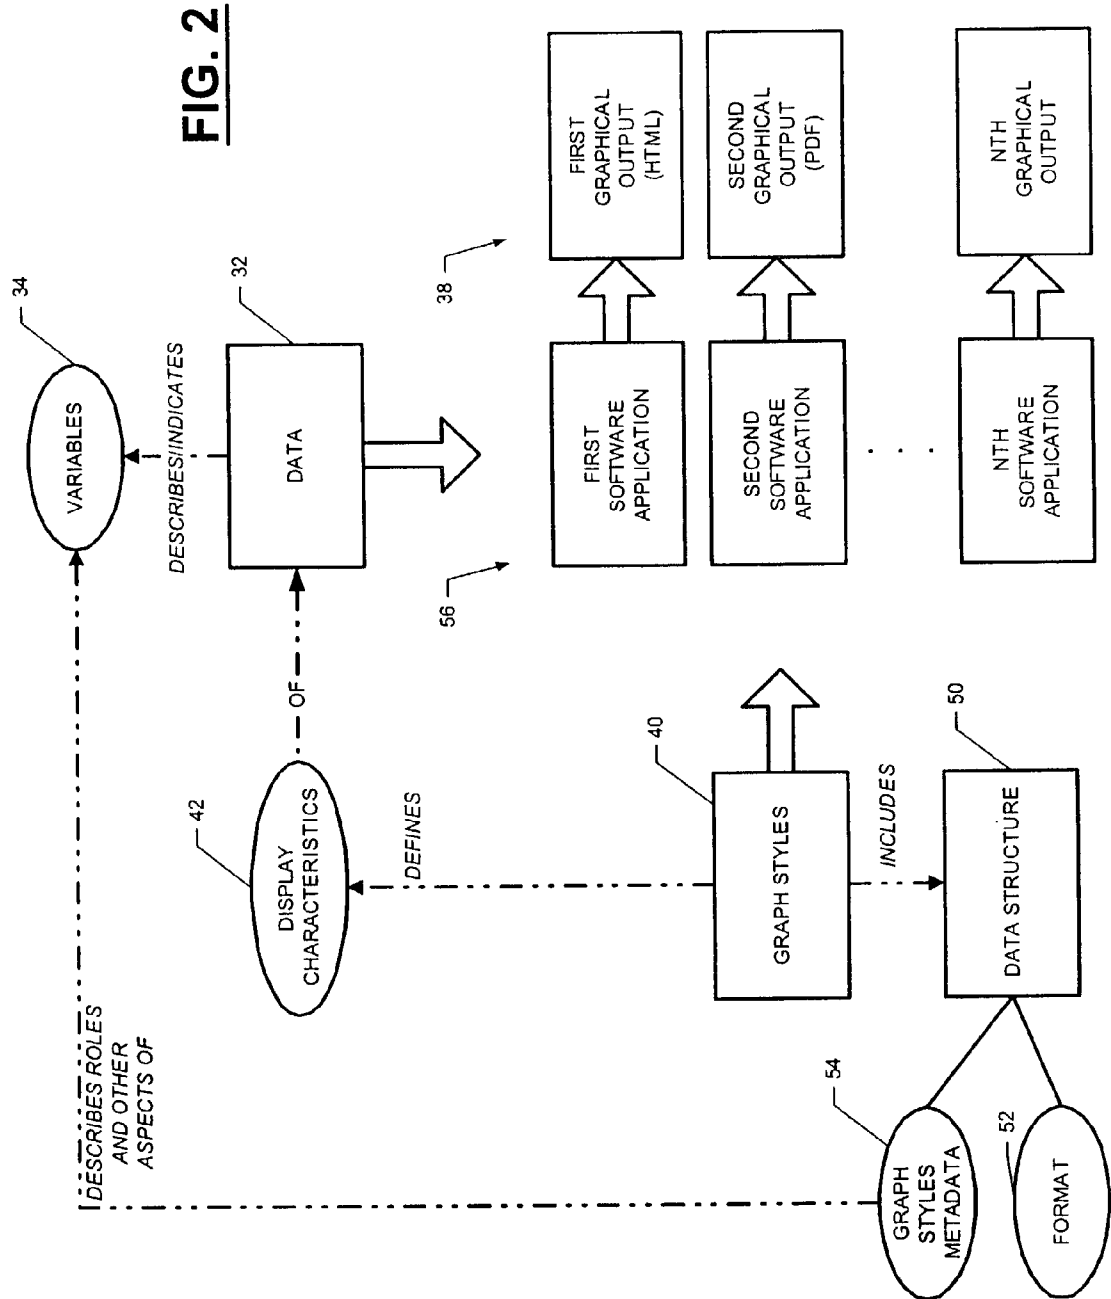 FIG. 2
34
VARIABLES
DESCRIBES/INDICATES
32
DATA
DESCRIBES ROLES
AND OTHER
ASPECTS OF
OF
42
DISPLAY
CHARACTERISTICS
DEFINES
40
GRAPH STYLES
INCLUDES
50
DATA STRUCTURE
54
GRAPH
STYLES
METADATA
52
FORMAT
56
FIRST
SOFTWARE
APPLICATION
SECOND
SOFTWARE
APPLICATION
. . . .
NTH
SOFTWARE
APPLICATION
38
FIRST
GRAPHICAL
OUTPUT
(HTML)
SECOND
GRAPHICAL
OUTPUT
(PDF)
NTH
GRAPHICAL
OUTPUT